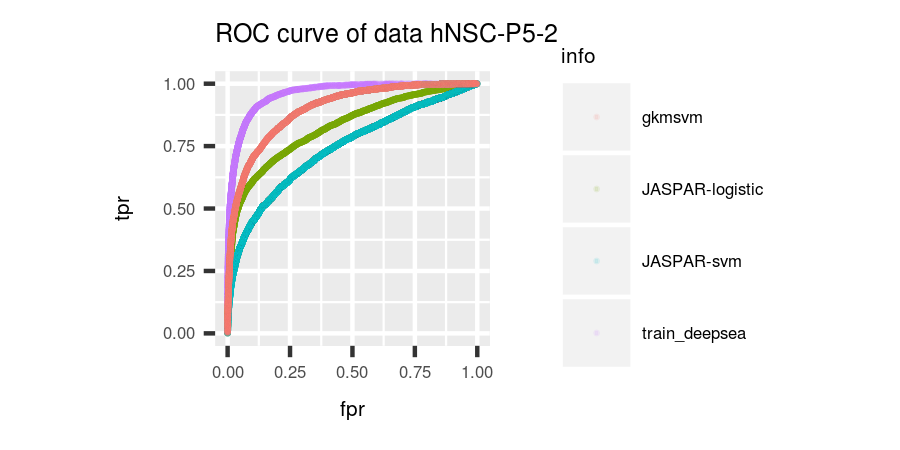 ROC curve of data hNSC-P5-2
info
1.00
0.75
0.50
0.25
0.00
tpr
0.00 0.25 0.50 0.75 1.00
fpr
gkmsvm
JASPAR-logistic
JASPAR-svm
train_deepsea